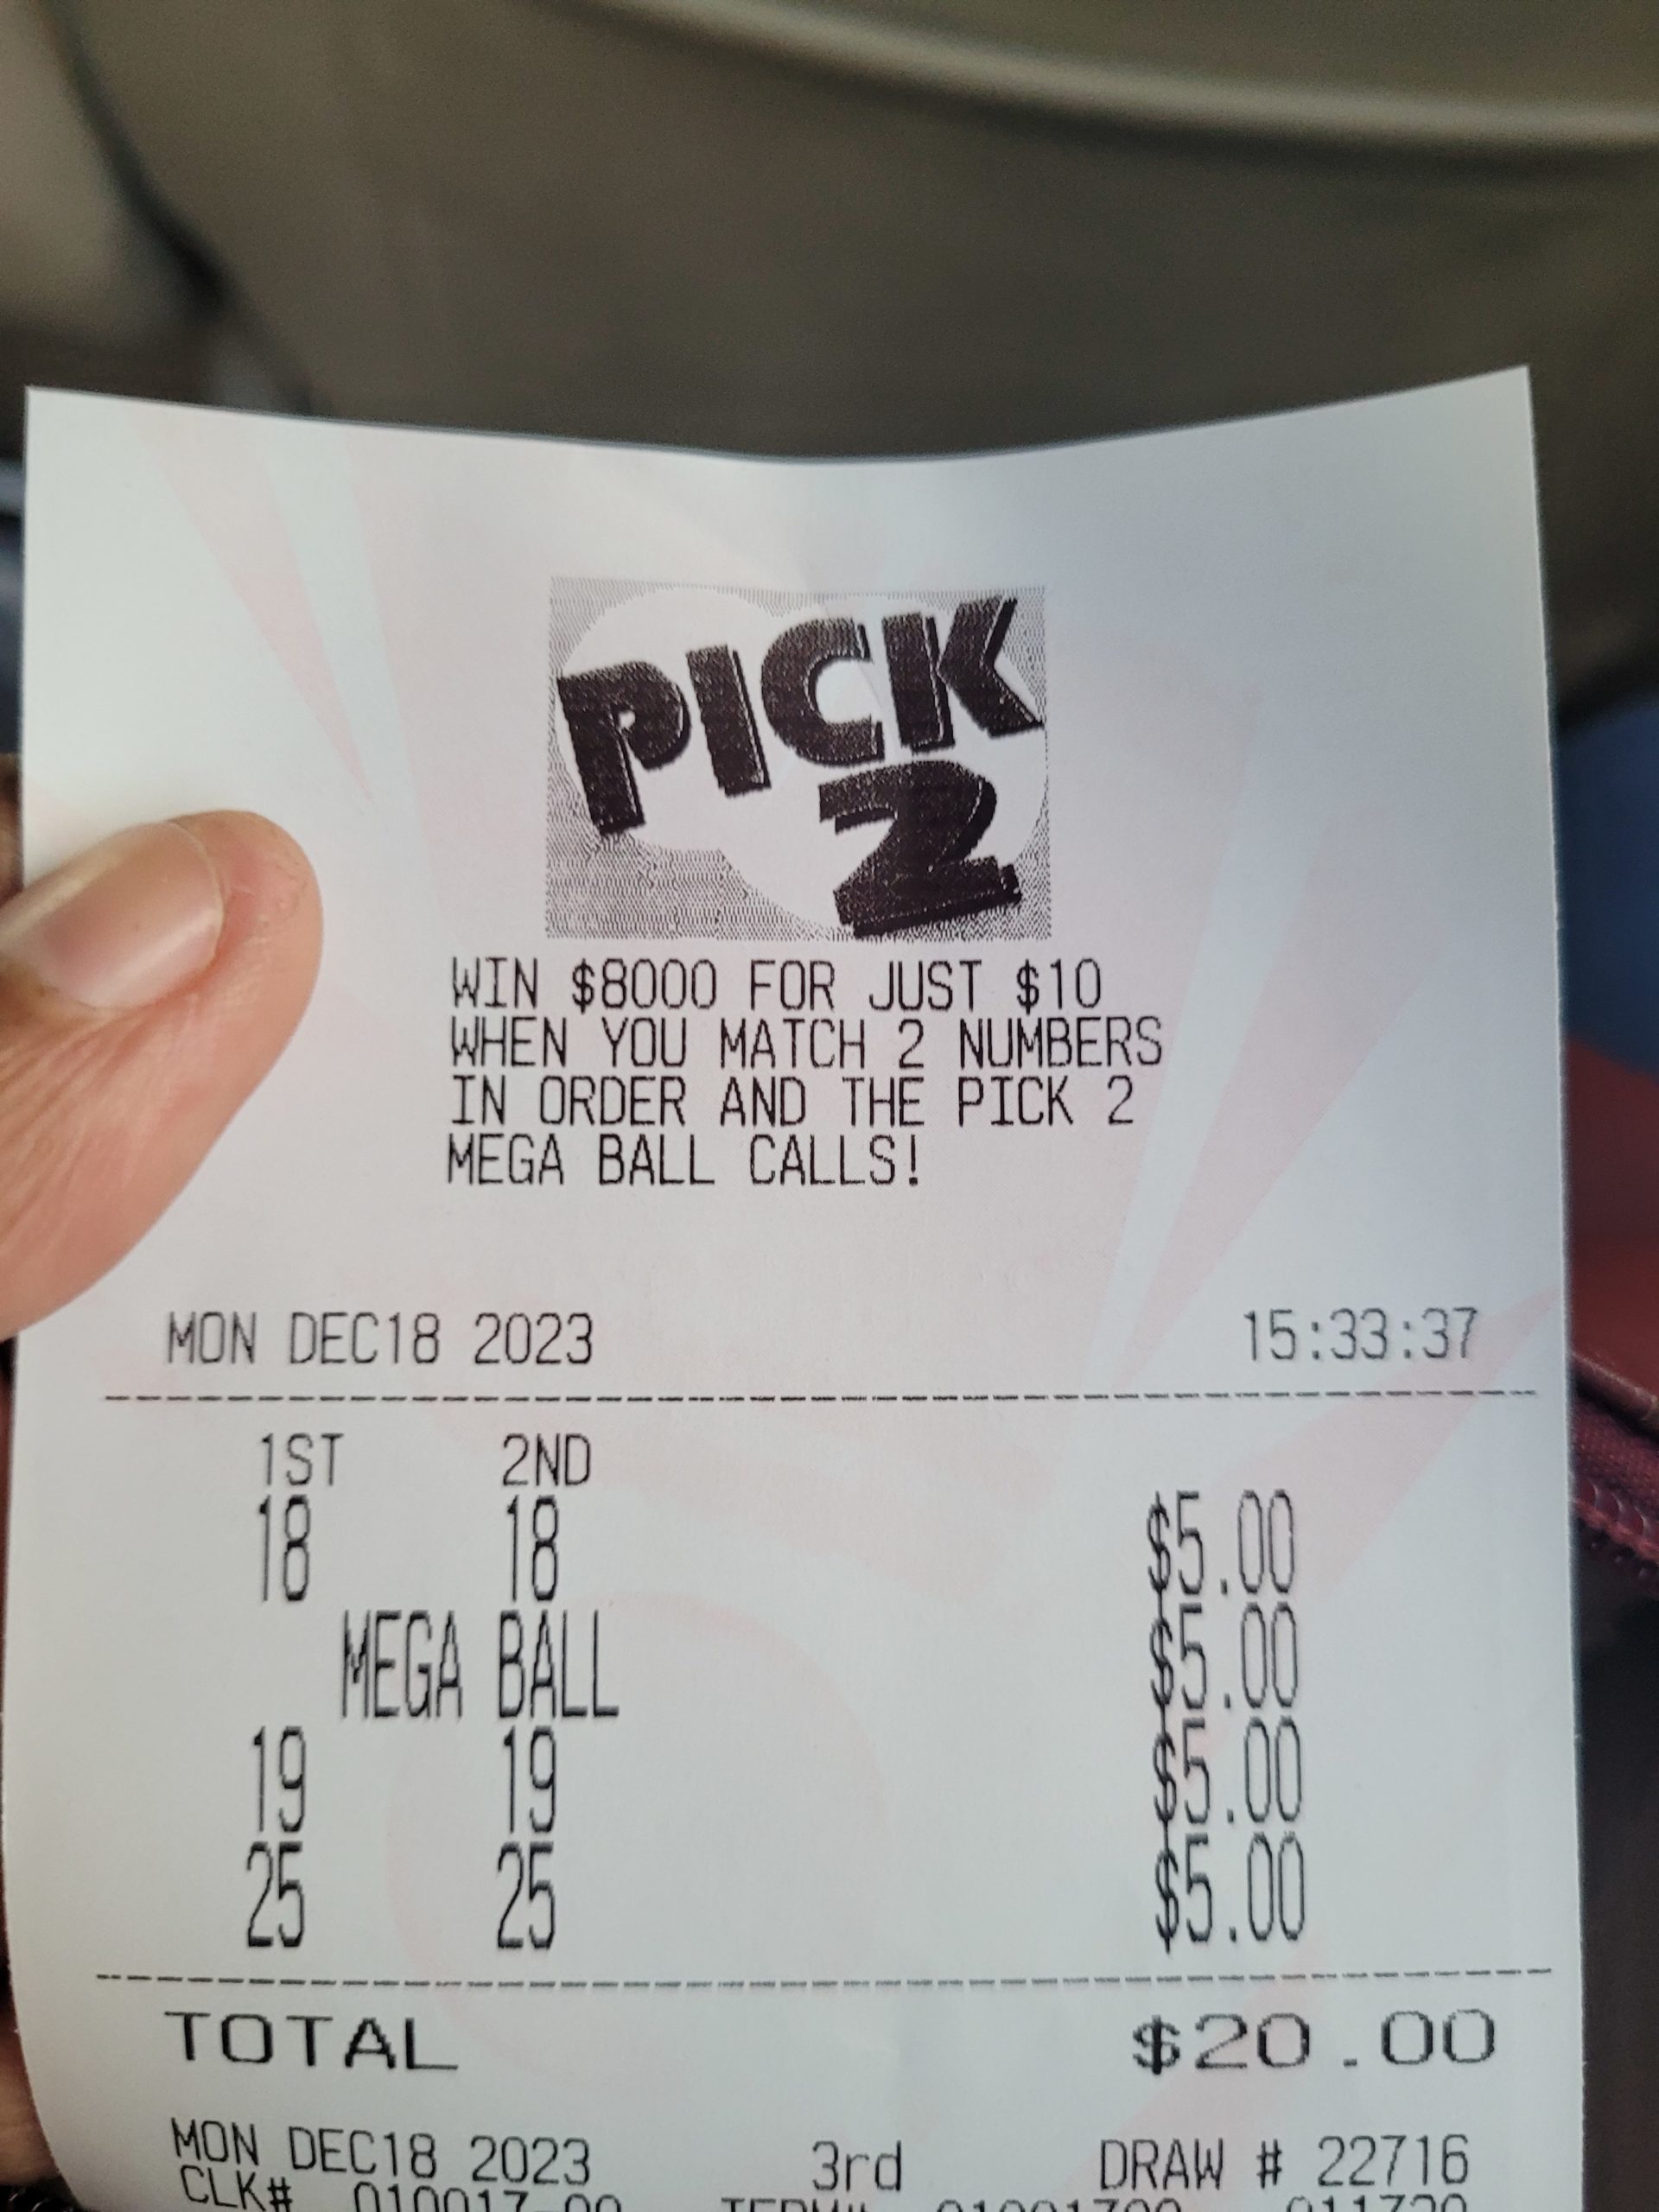 PICK
2
WIN $8000 FOR JUST $10
WHEN YOU MATCH 2 NUMBERS
IN ORDER AND THE PICK 2
MEGA BALL CALLS!
MON DEC18 2023 15:33:37
1ST 2ND
18 18 $5.00
MEGA BALL $5.00
19 19 $5.00
25 25 $5.00
TOTAL $20.00
MON DEC18 2023 3rd DRAW # 22716
CLK#